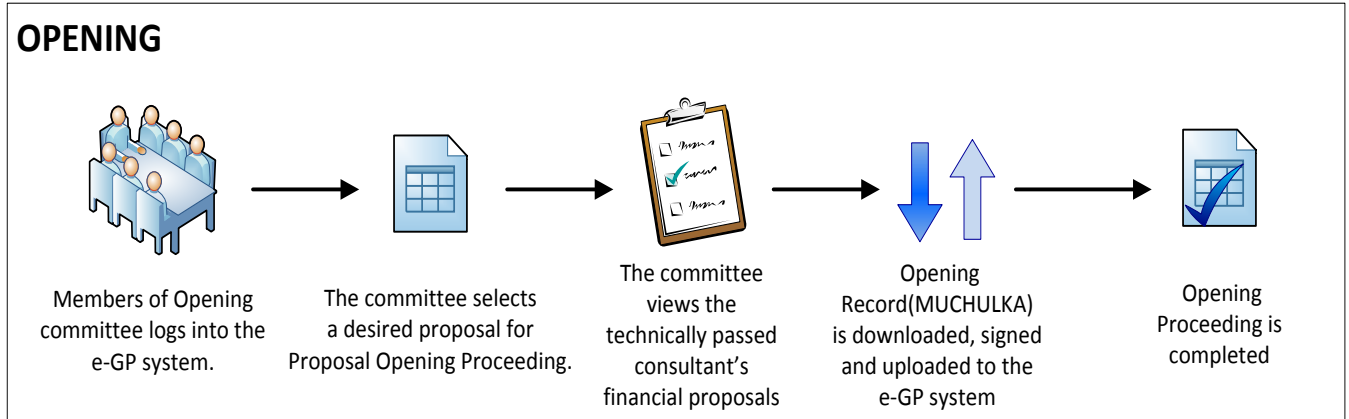 OPENING
Members of Opening
committee logs into the
e-GP system.
The committee selects
a desired proposal for
Proposal Opening Proceeding.
The committee
views the
technically passed
consultant's
financial proposals
Opening
Record(MUCHULKA)
is downloaded, signed
and uploaded to the
e-GP system
Opening
Proceeding is
completed